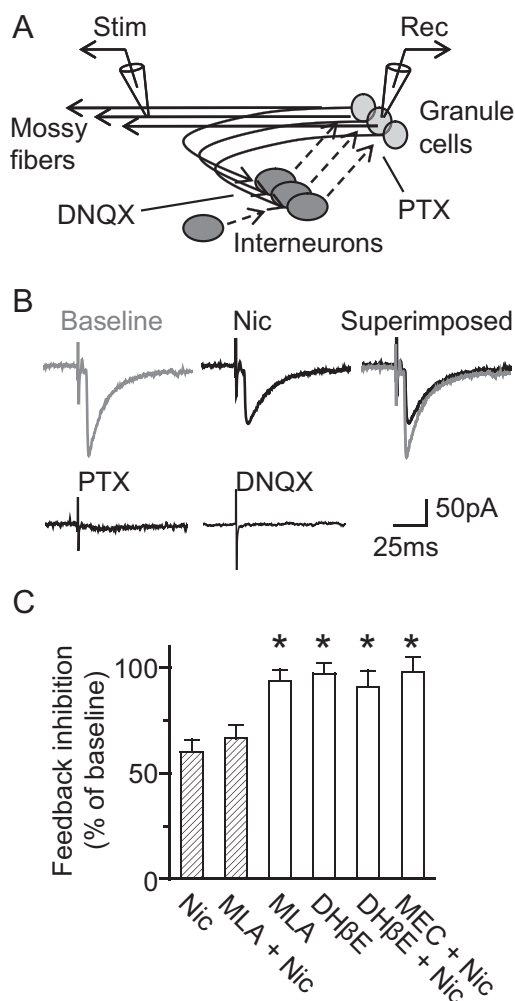 A
Stim
Rec
Mossy
fibers
Granule
cells
DNQX
PTX
Interneurons
B
Baseline
Nic
Superimposed
PTX
DNQX
50pA
25ms
C
* * * *
Feedback inhibition
(% of baseline)
100
50
0
Nic
MLA + Nic
MLA
DHβE
DHβE + Nic
MEC + Nic